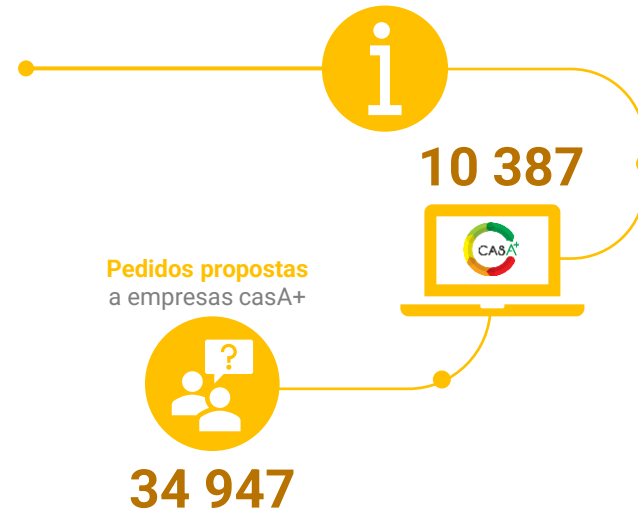 10 387
CASA+
Pedidos propostas
a empresas casA+
?
34 947